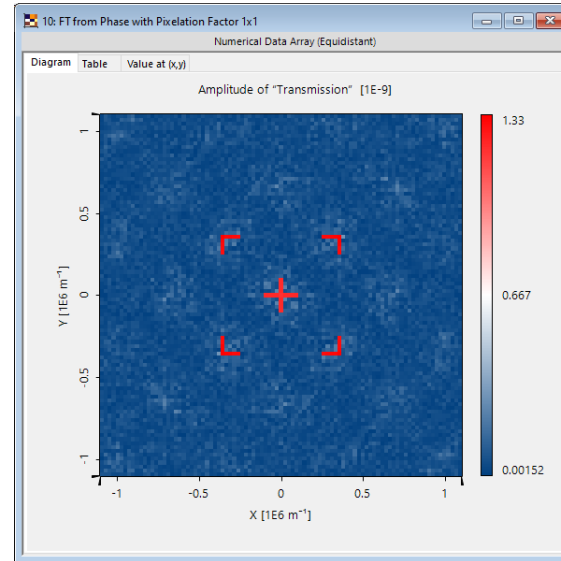 10: FT from Phase with Pixelation Factor 1x1
Numerical Data Array (Equidistant)
Diagram Table Value at (x,y)
Amplitude of "Transmission" [1E-9]
1.33
0.667
0.00152
Y [1E6 m⁻¹]
1
0.5
0
-0.5
-1
-1 -0.5 0 0.5 1
X [1E6 m⁻¹]